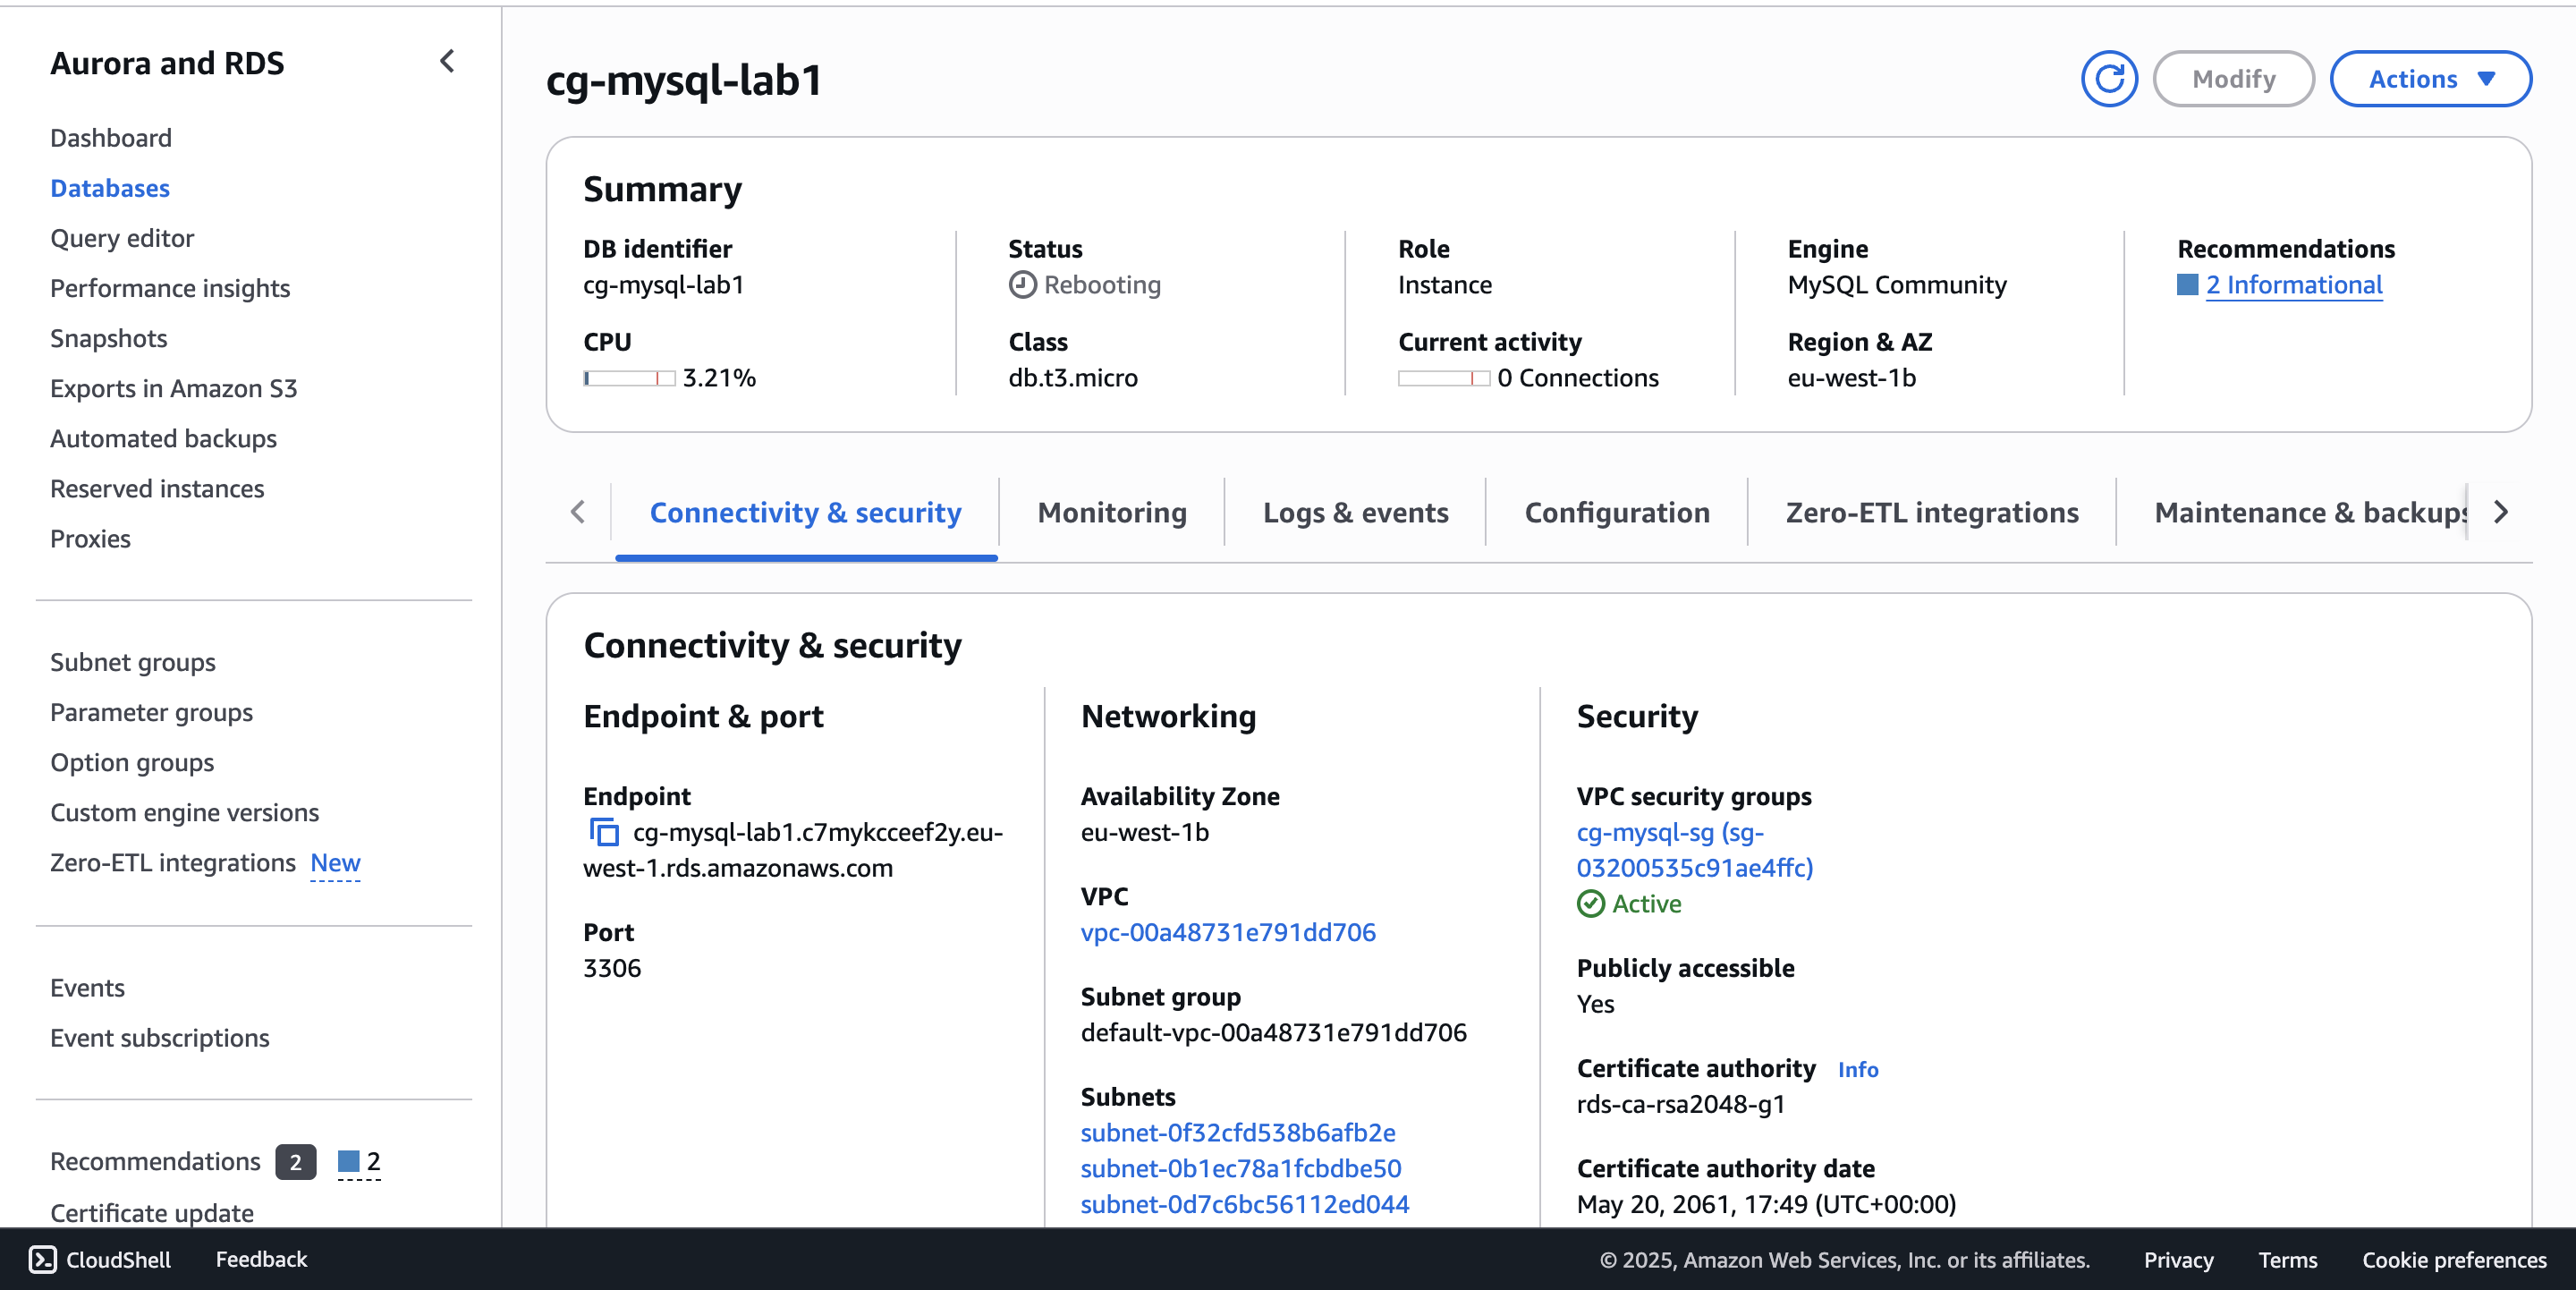 Aurora and RDS
Dashboard
Databases
Query editor
Performance insights
Snapshots
Exports in Amazon S3
Automated backups
Reserved instances
Proxies
Subnet groups
Parameter groups
Option groups
Custom engine versions
Zero-ETL integrations New
Events
Event subscriptions
Recommendations 2 2
Certificate update
cg-mysql-lab1
Modify
Actions
Summary
DB identifier
cg-mysql-lab1
CPU
3.21%
Status
Rebooting
Class
db.t3.micro
Role
Instance
Current activity
0 Connections
Engine
MySQL Community
Region & AZ
eu-west-1b
Recommendations
2 Informational
Connectivity & security
Monitoring
Logs & events
Configuration
Zero-ETL integrations
Maintenance & backups
Connectivity & security
Endpoint & port
Endpoint
cg-mysql-lab1.c7mykcceef2y.eu-
west-1.rds.amazonaws.com
Port
3306
Networking
Availability Zone
eu-west-1b
VPC
vpc-00a48731e791dd706
Subnet group
default-vpc-00a48731e791dd706
Subnets
subnet-0f32cfd538b6afb2e
subnet-0b1ec78a1fcbdbe50
subnet-0d7c6bc56112ed044
Security
VPC security groups
cg-mysql-sg (sg-
03200535c91ae4ffc)
Active
Publicly accessible
Yes
Certificate authority Info
rds-ca-rsa2048-g1
Certificate authority date
May 20, 2061, 17:49 (UTC+00:00)
CloudShell
Feedback
© 2025, Amazon Web Services, Inc. or its affiliates.
Privacy
Terms
Cookie preferences